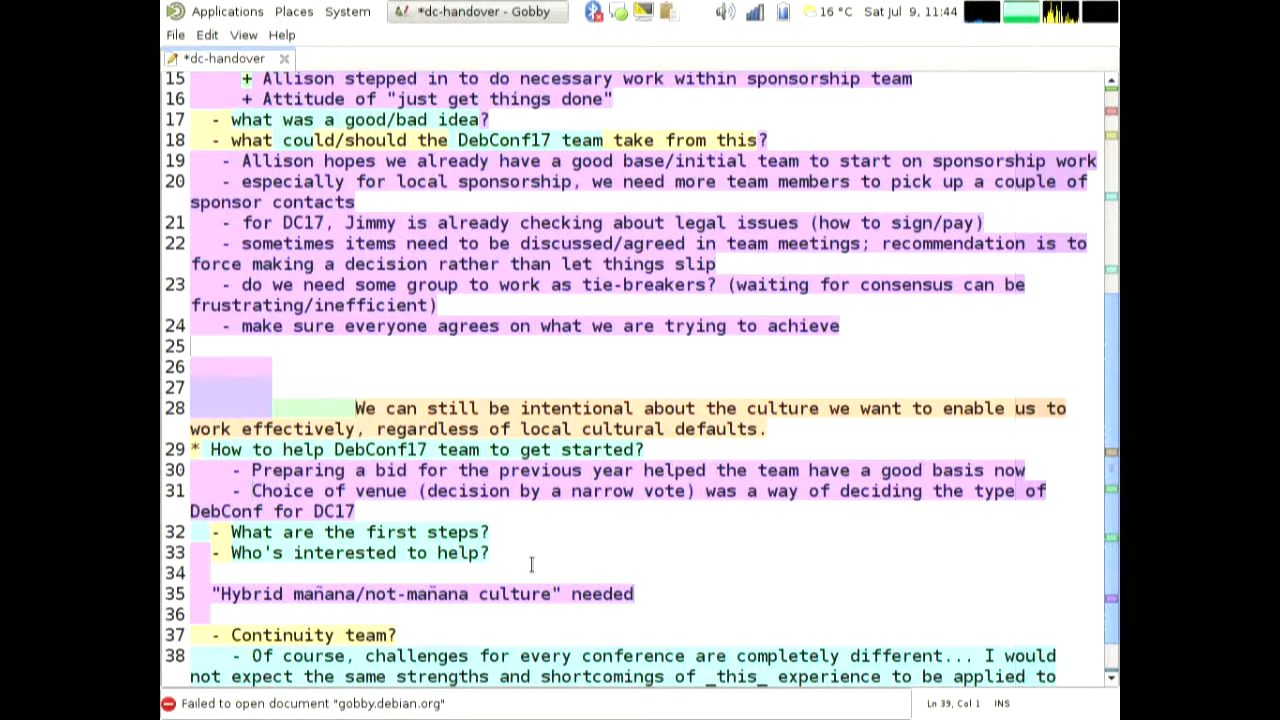 Applications Places System *dc-handover - Gobby 16 °C Sat Jul 9, 11:44
File Edit View Help
*dc-handover
15 + Allison stepped in to do necessary work within sponsorship team
16 + Attitude of "just get things done"
17 - what was a good/bad idea?
18 - what could/should the DebConf17 team take from this?
19 - Allison hopes we already have a good base/initial team to start on sponsorship work
20 - especially for local sponsorship, we need more team members to pick up a couple of
sponsor contacts
21 - for DC17, Jimmy is already checking about legal issues (how to sign/pay)
22 - sometimes items need to be discussed/agreed in team meetings; recommendation is to
force making a decision rather than let things slip
23 - do we need some group to work as tie-breakers? (waiting for consensus can be
frustrating/inefficient)
24 - make sure everyone agrees on what we are trying to achieve
25
26
27
28 We can still be intentional about the culture we want to enable us to
work effectively, regardless of local cultural defaults.
29 * How to help DebConf17 team to get started?
30 - Preparing a bid for the previous year helped the team have a good basis now
31 - Choice of venue (decision by a narrow vote) was a way of deciding the type of
DebConf for DC17
32 - What are the first steps?
33 - Who's interested to help?
34
35 "Hybrid mañana/not-mañana culture" needed
36
37 - Continuity team?
38 - Of course, challenges for every conference are completely different... I would
not expect the same strengths and shortcomings of _this_ experience to be applied to
Failed to open document "gobby.debian.org" Ln 39, Col 1 INS